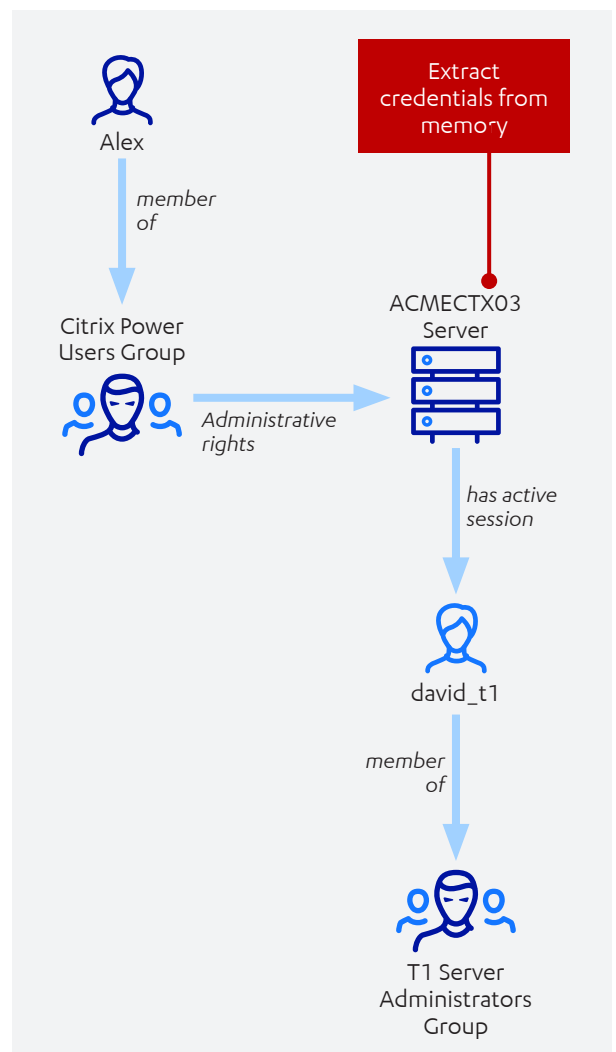 Alex
member
of
Citrix Power
Users Group
Administrative
rights
Extract
credentials from
memory
ACMECTX03
Server
has active
session
david_t1
member
of
T1 Server
Administrators
Group